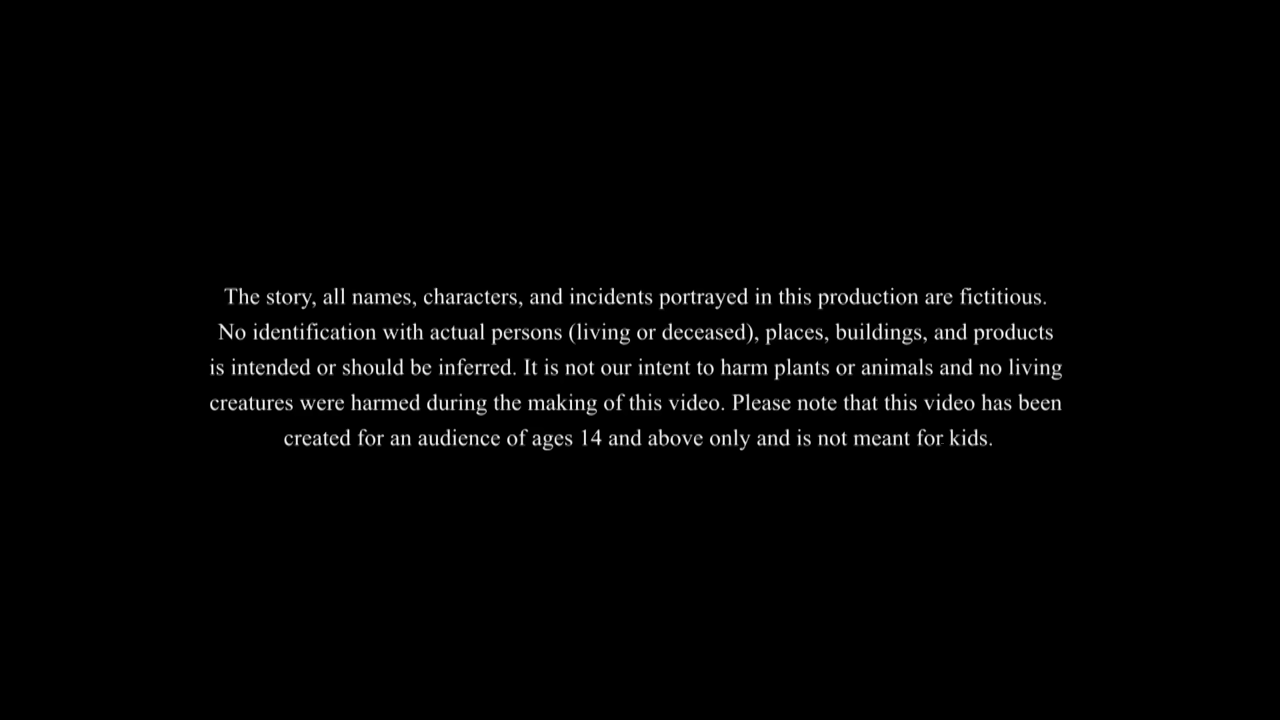 The story, all names, characters, and incidents portrayed in this production are fictitious.
No identification with actual persons (living or deceased), places, buildings, and products
is intended or should be inferred. It is not our intent to harm plants or animals and no living
creatures were harmed during the making of this video. Please note that this video has been
created for an audience of ages 14 and above only and is not meant for kids.